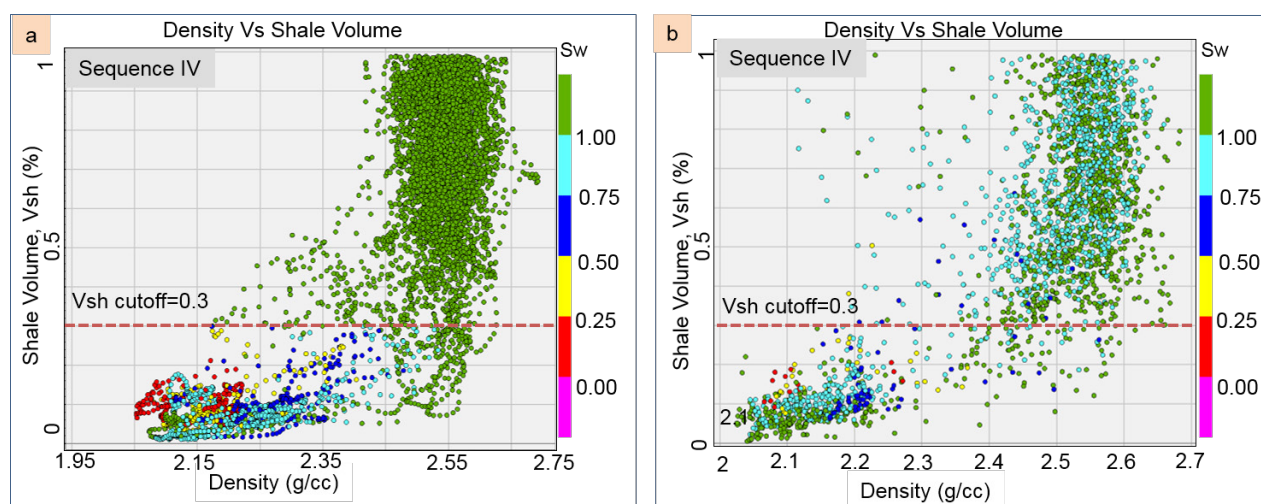 a
Density Vs Shale Volume
Sw
Sequence IV
1
0.5
0
Shale Volume, Vsh (%)
Vsh cutoff=0.3
1.00
0.75
0.50
0.25
0.00
1.95
2.15
2.35
2.55
2.75
Density (g/cc)
b
Density Vs Shale Volume
Sw
Sequence IV
1
0.5
0
Shale Volume, Vsh (%)
Vsh cutoff=0.3
2.1
1.00
0.75
0.50
0.25
0.00
2
2.1
2.2
2.3
2.4
2.5
2.6
2.7
Density (g/cc)